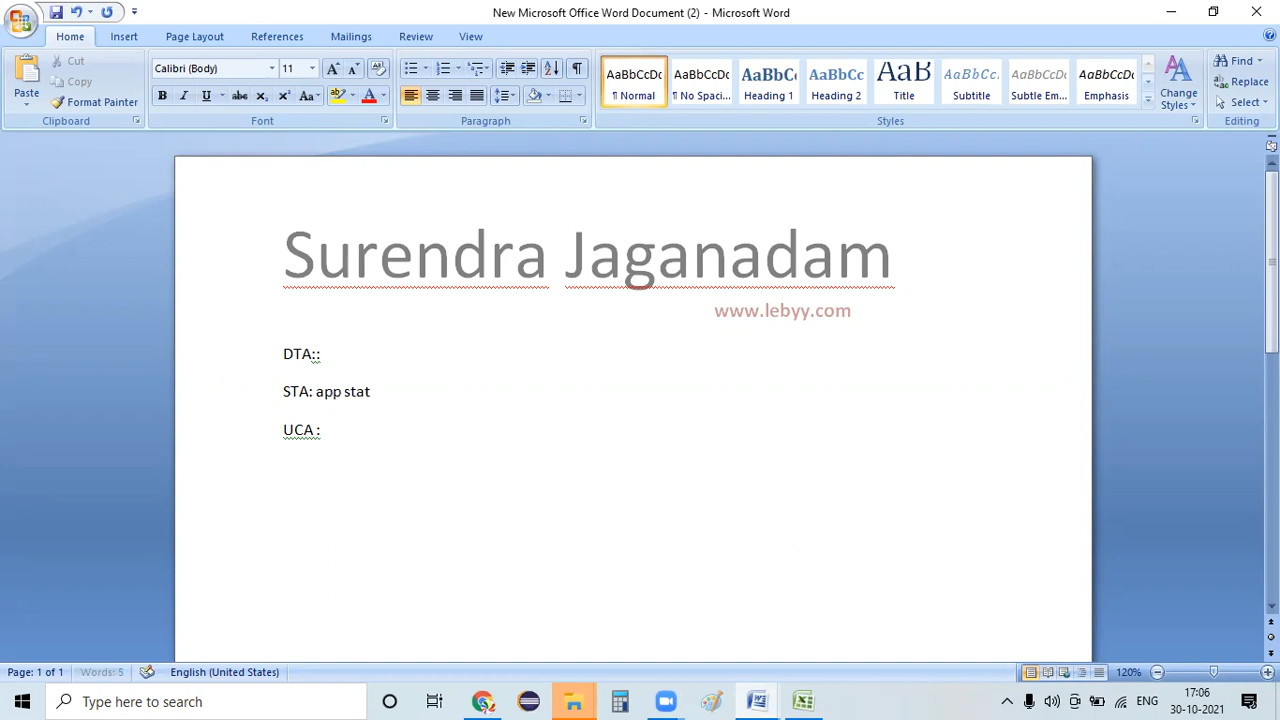 New Microsoft Office Word Document (2) - Microsoft Word
Home Insert Page Layout References Mailings Review View
Paste
Cut
Copy
Format Painter
Clipboard
Calibri (Body) 11
B I U abc X₂ X² Aa
Font
Paragraph
AaBbCcDc AaBbCcDc AaBbC AaBbCc AaB AaBbCc. AaBbCcDc AaBbCcDc
¶ Normal ¶ No Spaci... Heading 1 Heading 2 Title Subtitle Subtle Em... Emphasis
Change Styles
Styles
Find
Replace
Select
Editing
Surendra Jaganadam
www.lebyy.com
DTA::
STA: app stat
UCA :
Page: 1 of 1 Words: 5 English (United States) 120%
Type here to search
ENG
17:06
30-10-2021